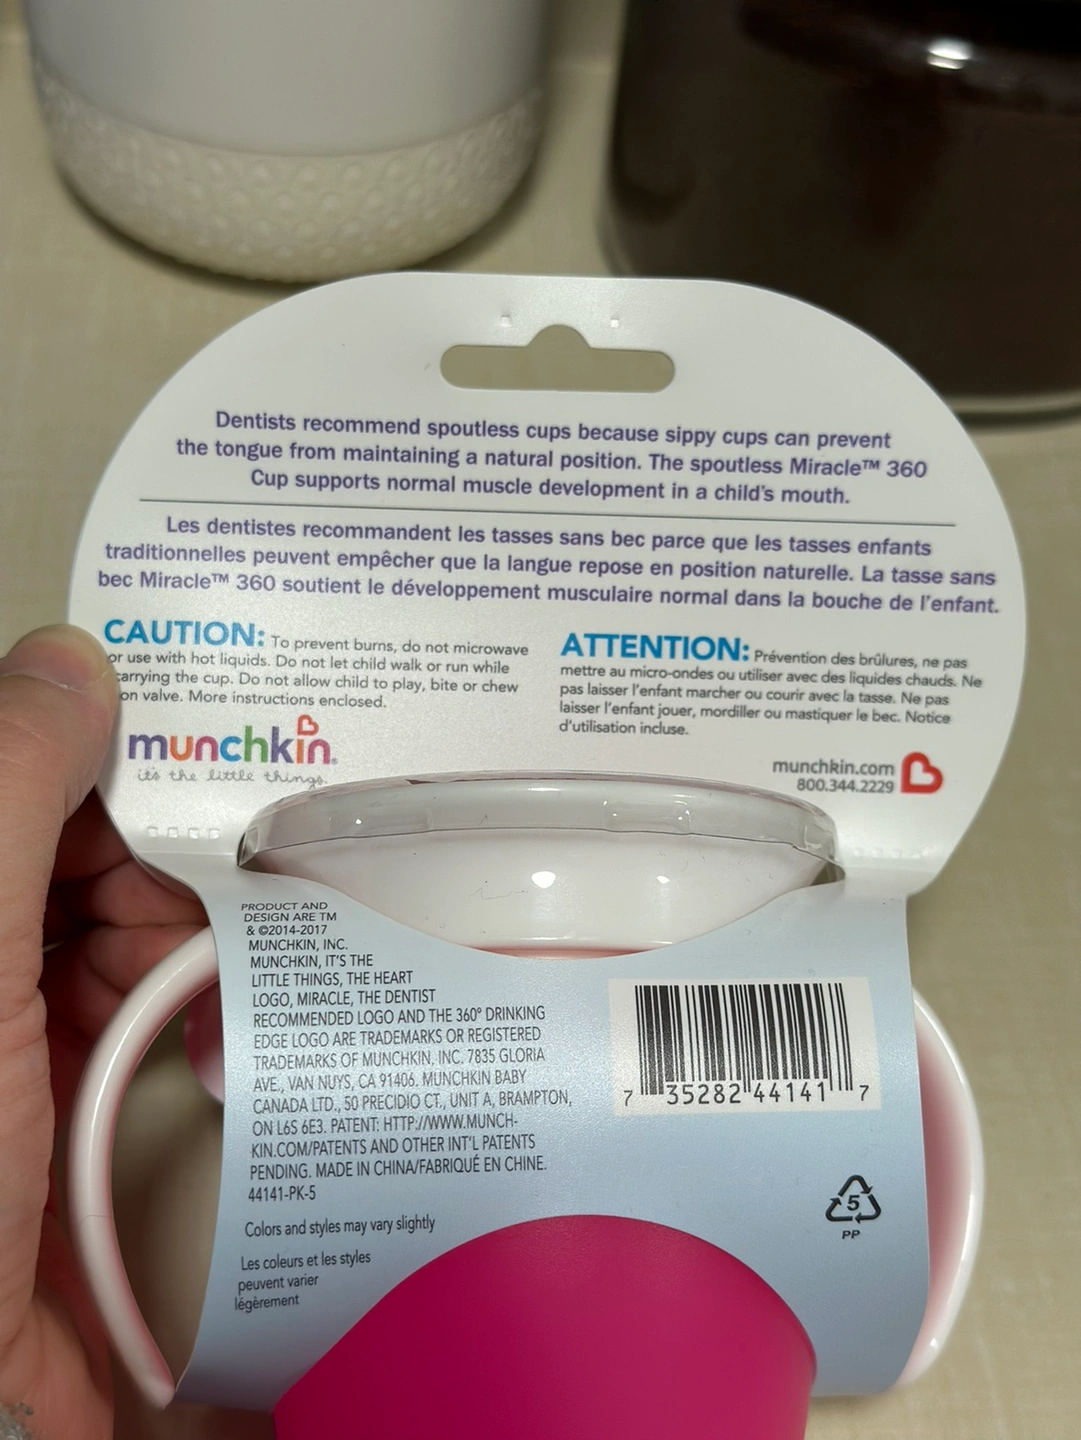 Dentists recommend spoutless cups because sippy cups can prevent
the tongue from maintaining a natural position. The spoutless Miracle™ 360
Cup supports normal muscle development in a child's mouth.
Les dentistes recommandent les tasses sans bec parce que les tasses enfants
traditionnelles peuvent empêcher que la langue repose en position naturelle. La tasse sans
bec Miracle™ 360 soutient le développement musculaire normal dans la bouche de l'enfant.
CAUTION: To prevent burns, do not microwave
or use with hot liquids. Do not let child walk or run while
carrying the cup. Do not allow child to play, bite or chew
on valve. More instructions enclosed.
ATTENTION: Prévention des brûlures, ne pas
mettre au micro-ondes ou utiliser avec des liquides chauds. Ne
pas laisser l'enfant marcher ou courir avec la tasse. Ne pas
laisser l'enfant jouer, mordiller ou mastiquer le bec. Notice
d'utilisation incluse.
munchkin®
it's the little things.
munchkin.com
800.344.2229
PRODUCT AND
DESIGN ARE TM
& ©2014-2017
MUNCHKIN, INC.
MUNCHKIN, IT'S THE
LITTLE THINGS, THE HEART
LOGO, MIRACLE, THE DENTIST
RECOMMENDED LOGO AND THE 360° DRINKING
EDGE LOGO ARE TRADEMARKS OR REGISTERED
TRADEMARKS OF MUNCHKIN, INC. 7835 GLORIA
AVE., VAN NUYS, CA 91406. MUNCHKIN BABY
CANADA LTD., 50 PRECIDIO CT., UNIT A, BRAMPTON,
ON L6S 6E3. PATENT: HTTP://WWW.MUNCH-
KIN.COM/PATENTS AND OTHER INT'L PATENTS
PENDING. MADE IN CHINA/FABRIQUÉ EN CHINE.
44141-PK-5
Colors and styles may vary slightly
Les couleurs et les styles
peuvent varier
légèrement
7 35282 44141 7
5
PP